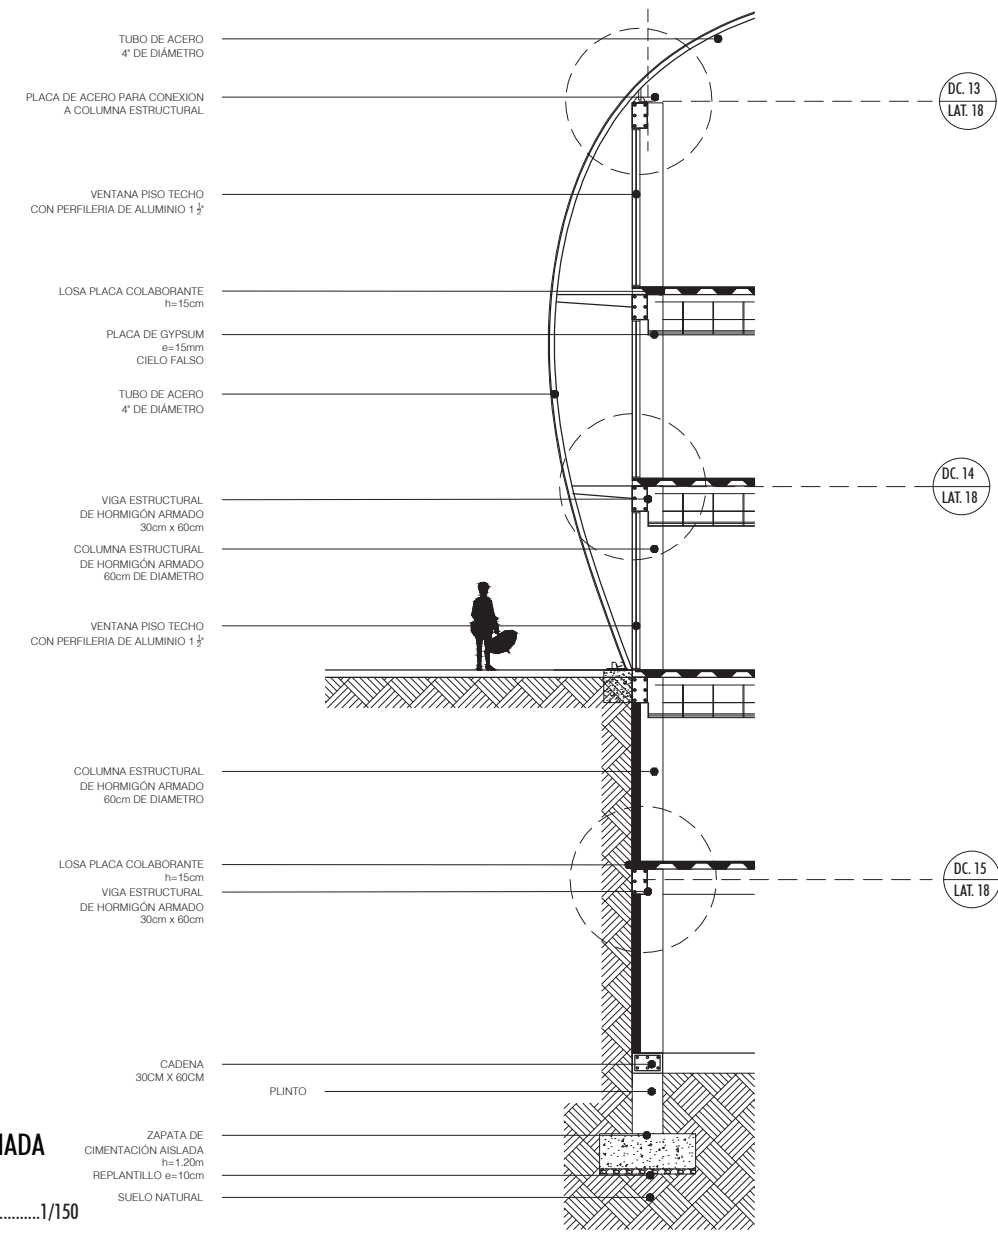 TUBO DE ACERO
4" DE DIÁMETRO
PLACA DE ACERO PARA CONEXION
A COLUMNA ESTRUCTURAL
DC. 13
LAT. 18
VENTANA PISO TECHO
CON PERFILERIA DE ALUMINIO 1 ½"
LOSA PLACA COLABORANTE
h=15cm
PLACA DE GYPSUM
e=15mm
CIELO FALSO
TUBO DE ACERO
4" DE DIÁMETRO
DC. 14
LAT. 18
VIGA ESTRUCTURAL
DE HORMIGÓN ARMADO
30cm x 60cm
COLUMNA ESTRUCTURAL
DE HORMIGÓN ARMADO
60cm DE DIAMETRO
VENTANA PISO TECHO
CON PERFILERIA DE ALUMINIO 1 ½"
COLUMNA ESTRUCTURAL
DE HORMIGÓN ARMADO
60cm DE DIAMETRO
LOSA PLACA COLABORANTE
h=15cm
DC. 15
LAT. 18
VIGA ESTRUCTURAL
DE HORMIGÓN ARMADO
30cm x 60cm
CADENA
30CM X 60CM
PLINTO
ZAPATA DE
CIMENTACIÓN AISLADA
h=1.20m
REPLANTILLO e=10cm
SUELO NATURAL
..........1/150